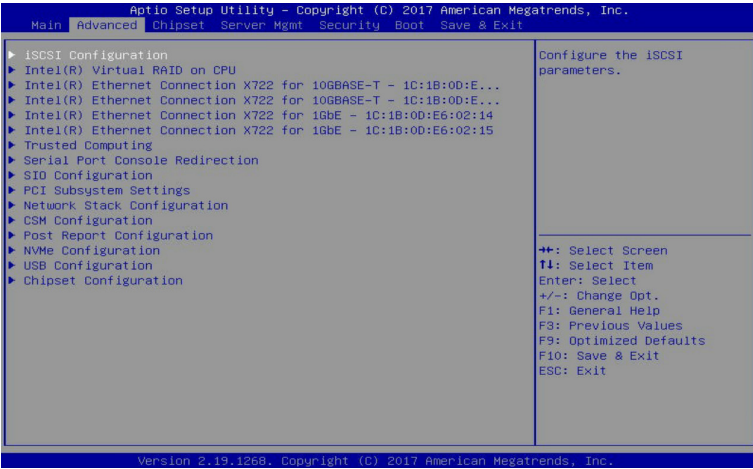 Aptio Setup Utility – Copyright (C) 2017 American Megatrends, Inc.
Main Advanced Chipset Server Mgmt Security Boot Save & Exit
▶ iSCSI Configuration
▶ Intel(R) Virtual RAID on CPU
▶ Intel(R) Ethernet Connection X722 for 10GBASE-T – 1C:1B:0D:E...
▶ Intel(R) Ethernet Connection X722 for 10GBASE-T – 1C:1B:0D:E...
▶ Intel(R) Ethernet Connection X722 for 1GbE – 1C:1B:0D:E6:02:14
▶ Intel(R) Ethernet Connection X722 for 1GbE – 1C:1B:0D:E6:02:15
▶ Trusted Computing
▶ Serial Port Console Redirection
▶ SIO Configuration
▶ PCI Subsystem Settings
▶ Network Stack Configuration
▶ CSM Configuration
▶ Post Report Configuration
▶ NVMe Configuration
▶ USB Configuration
▶ Chipset Configuration
Configure the iSCSI
parameters.
→←: Select Screen
↑↓: Select Item
Enter: Select
+/-: Change Opt.
F1: General Help
F3: Previous Values
F9: Optimized Defaults
F10: Save & Exit
ESC: Exit
Version 2.19.1268. Copyright (C) 2017 American Megatrends, Inc.